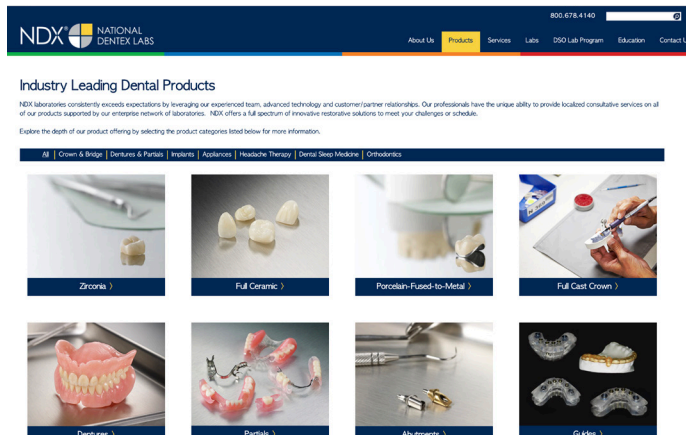 800.678.4140
NDX NATIONAL
DENTEX LABS
About Us Products Services Labs DSO Lab Program Education Contact U
Industry Leading Dental Products
NDX laboratories consistently exceeds expectations by leveraging our experienced team, advanced technology and customer/partner relationships. Our professionals have the unique ability to provide localized consultative services on all
of our products supported by our enterprise network of laboratories. NDX offers a full spectrum of innovative restorative solutions to meet your challenges or schedule.
Explore the depth of our product offering by selecting the product categories listed below for more information.
All | Crown & Bridge | Dentures & Partials | Implants | Appliances | Headache Therapy | Dental Sleep Medicine | Orthodontics
Zirconia 〉 Full Ceramic 〉 Porcelain-Fused-to-Metal 〉 Full Cast Crown 〉
Dentures 〉 Partials 〉 Abutments 〉 Guides 〉